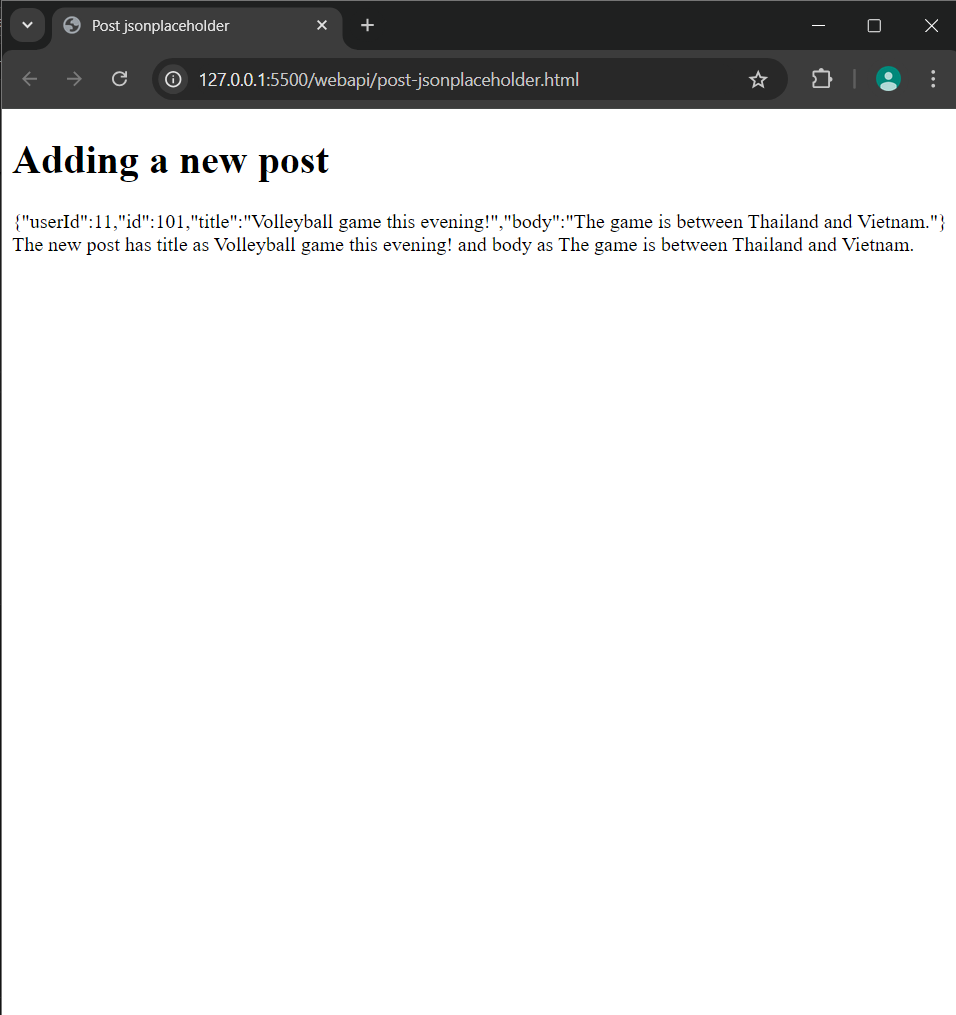 Post jsonplaceholder
127.0.0.1:5500/webapi/post-jsonplaceholder.html
Adding a new post
{"userId":11,"id":101,"title":"Volleyball game this evening!","body":"The game is between Thailand and Vietnam."}
The new post has title as Volleyball game this evening! and body as The game is between Thailand and Vietnam.